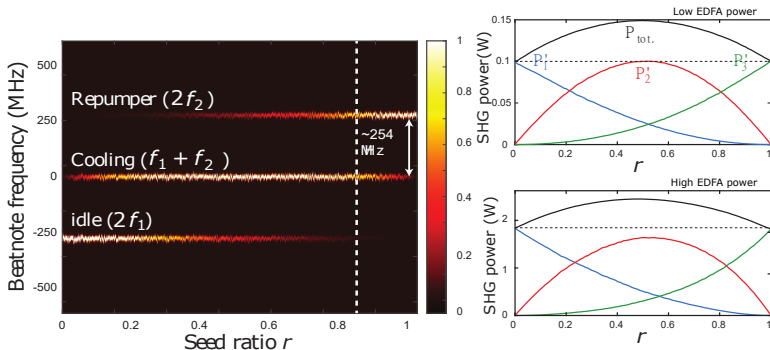 Beatnote frequency (MHz)
500
250
0
-250
-500
Repumper (2f₂)
Cooling (f₁ + f₂)
idle (2f₁)
~254
MHz
0
0.2
0.4
0.6
0.8
1
Seed ratio r
1
0.8
0.6
0.4
0.2
0
Low EDFA power
SHG power(W)
0.15
0.1
0.05
0
P_tot.
P₁'
P₂'
P₃'
0 0.2 0.4 0.6 0.8 1
r
High EDFA power
SHG power (W)
2
1
0
0 0.2 0.4 0.6 0.8 1
r